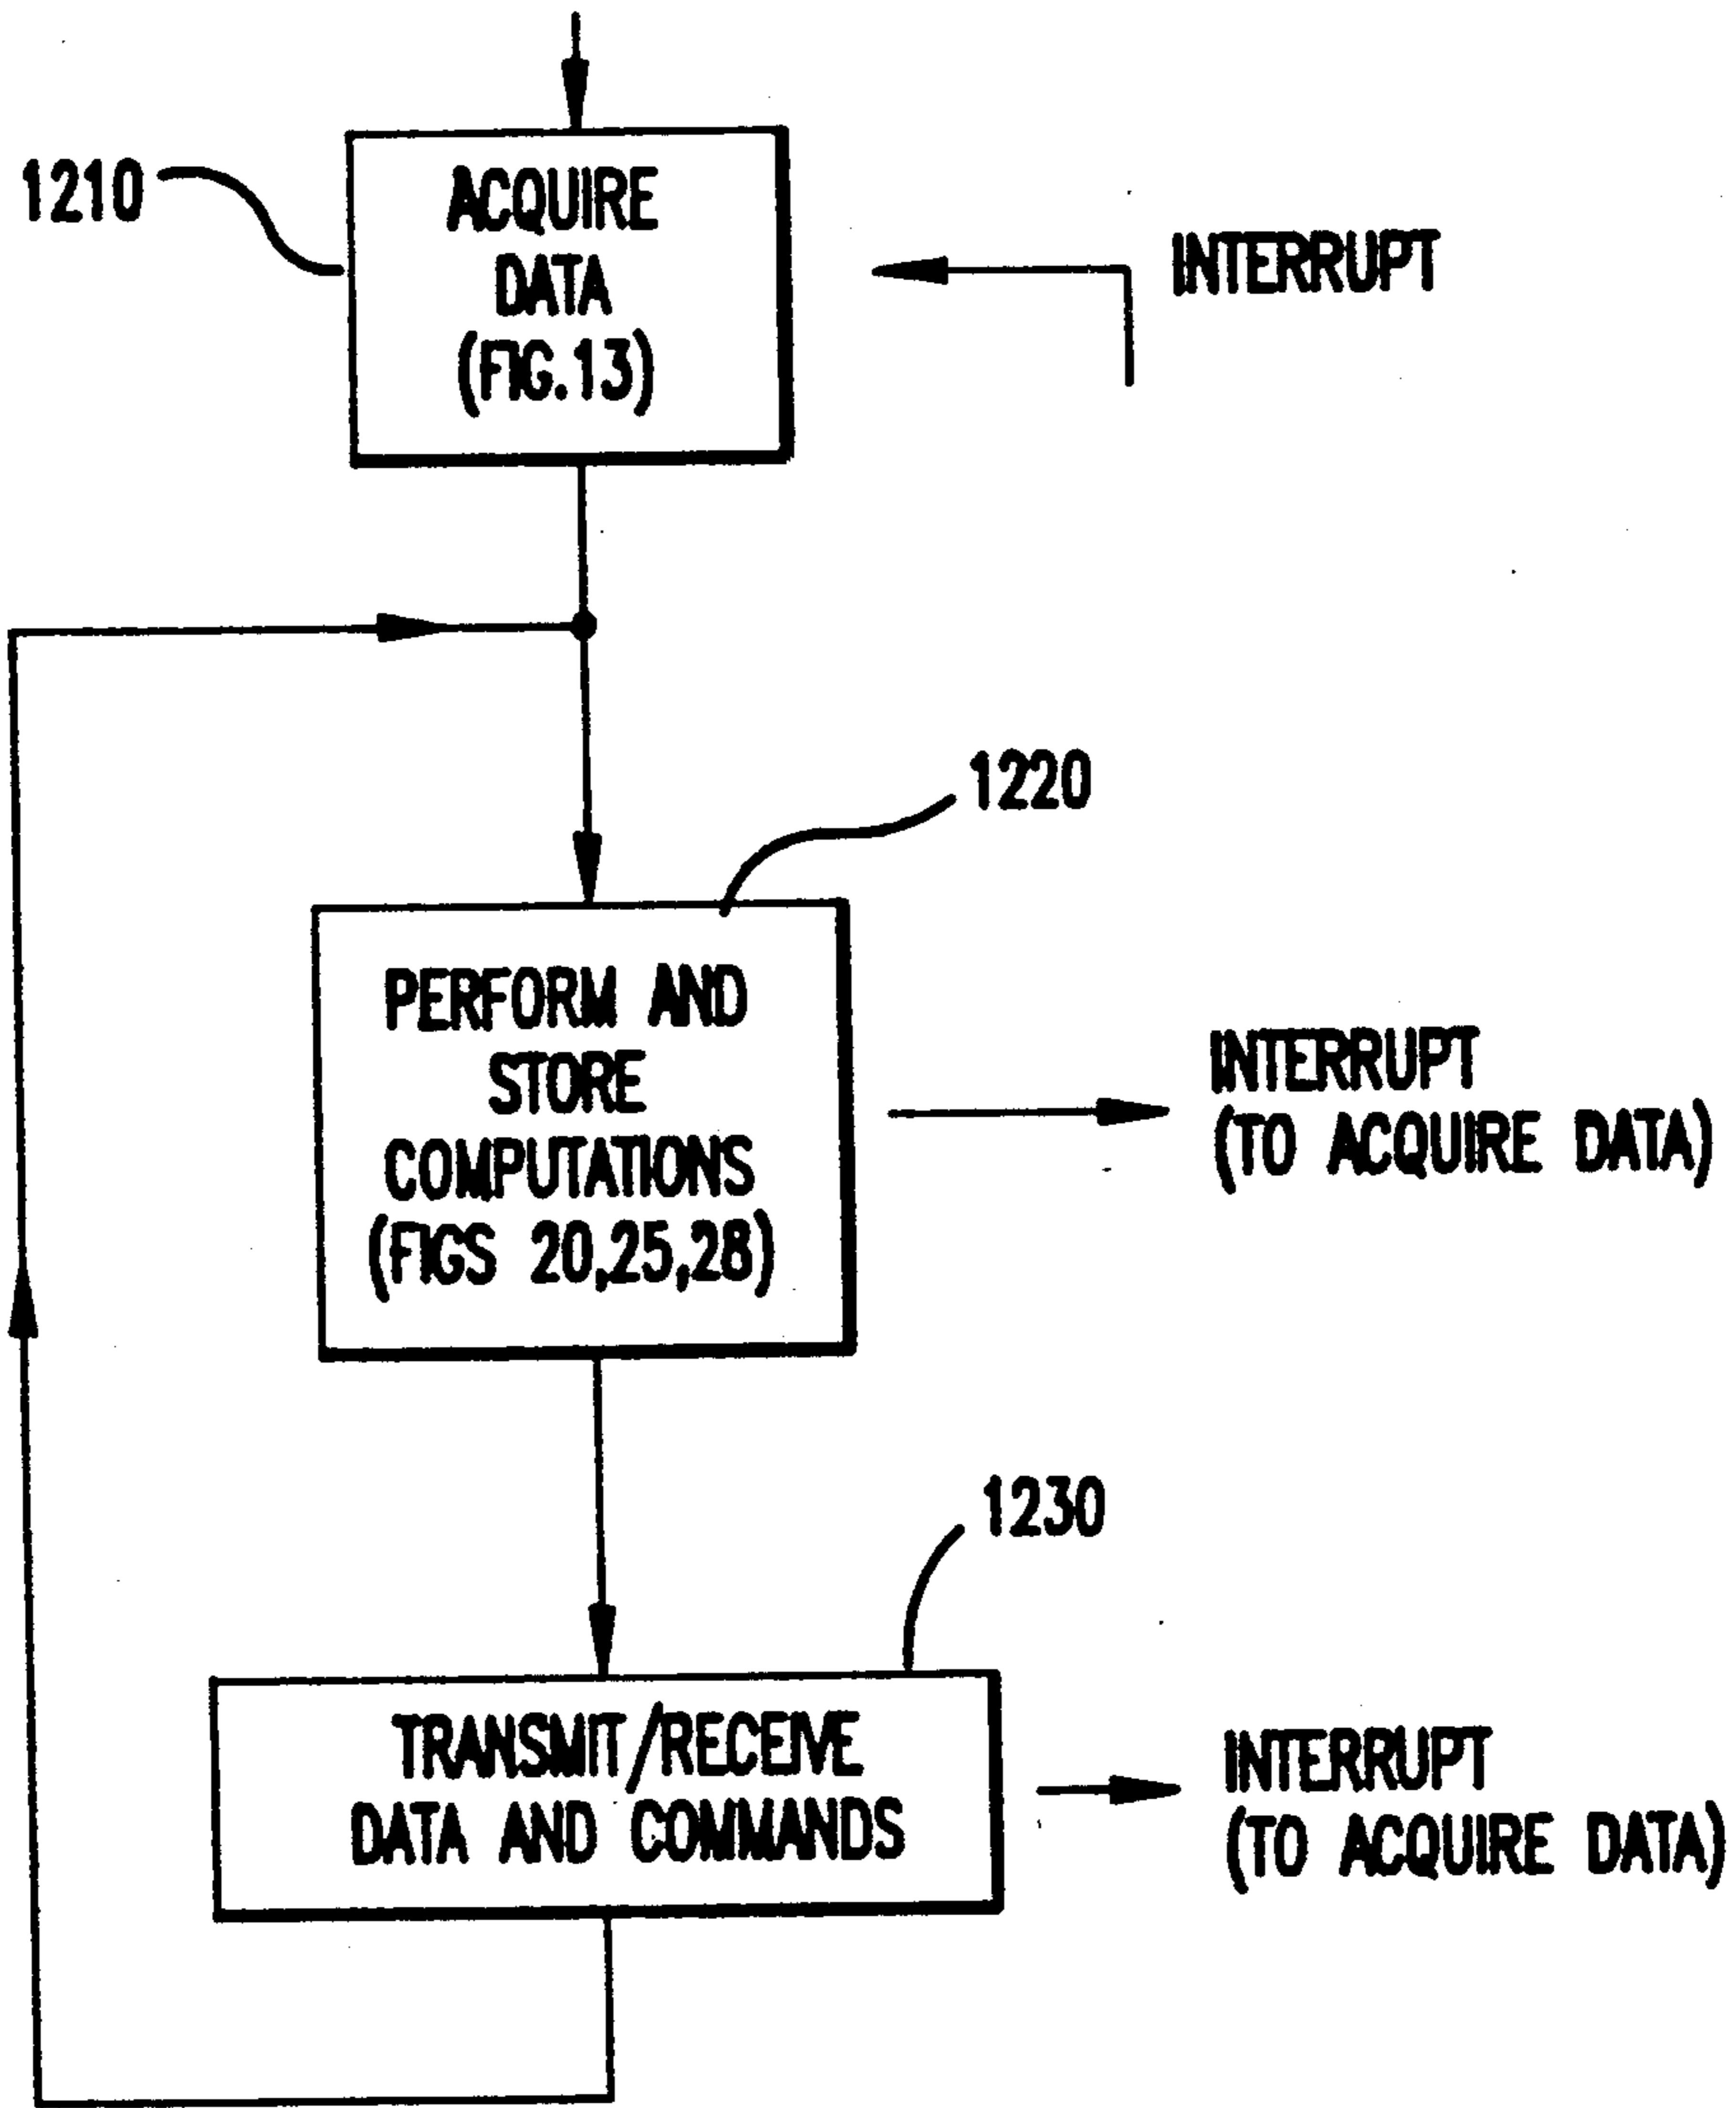 1210
ACQUIRE
DATA
(FIG.13)
INTERRUPT
1220
PERFORM AND
STORE
COMPUTATIONS
(FIGS 20,25,28)
INTERRUPT
(TO ACQUIRE DATA)
1230
TRANSMIT/RECEIVE
DATA AND COMMANDS
INTERRUPT
(TO ACQUIRE DATA)